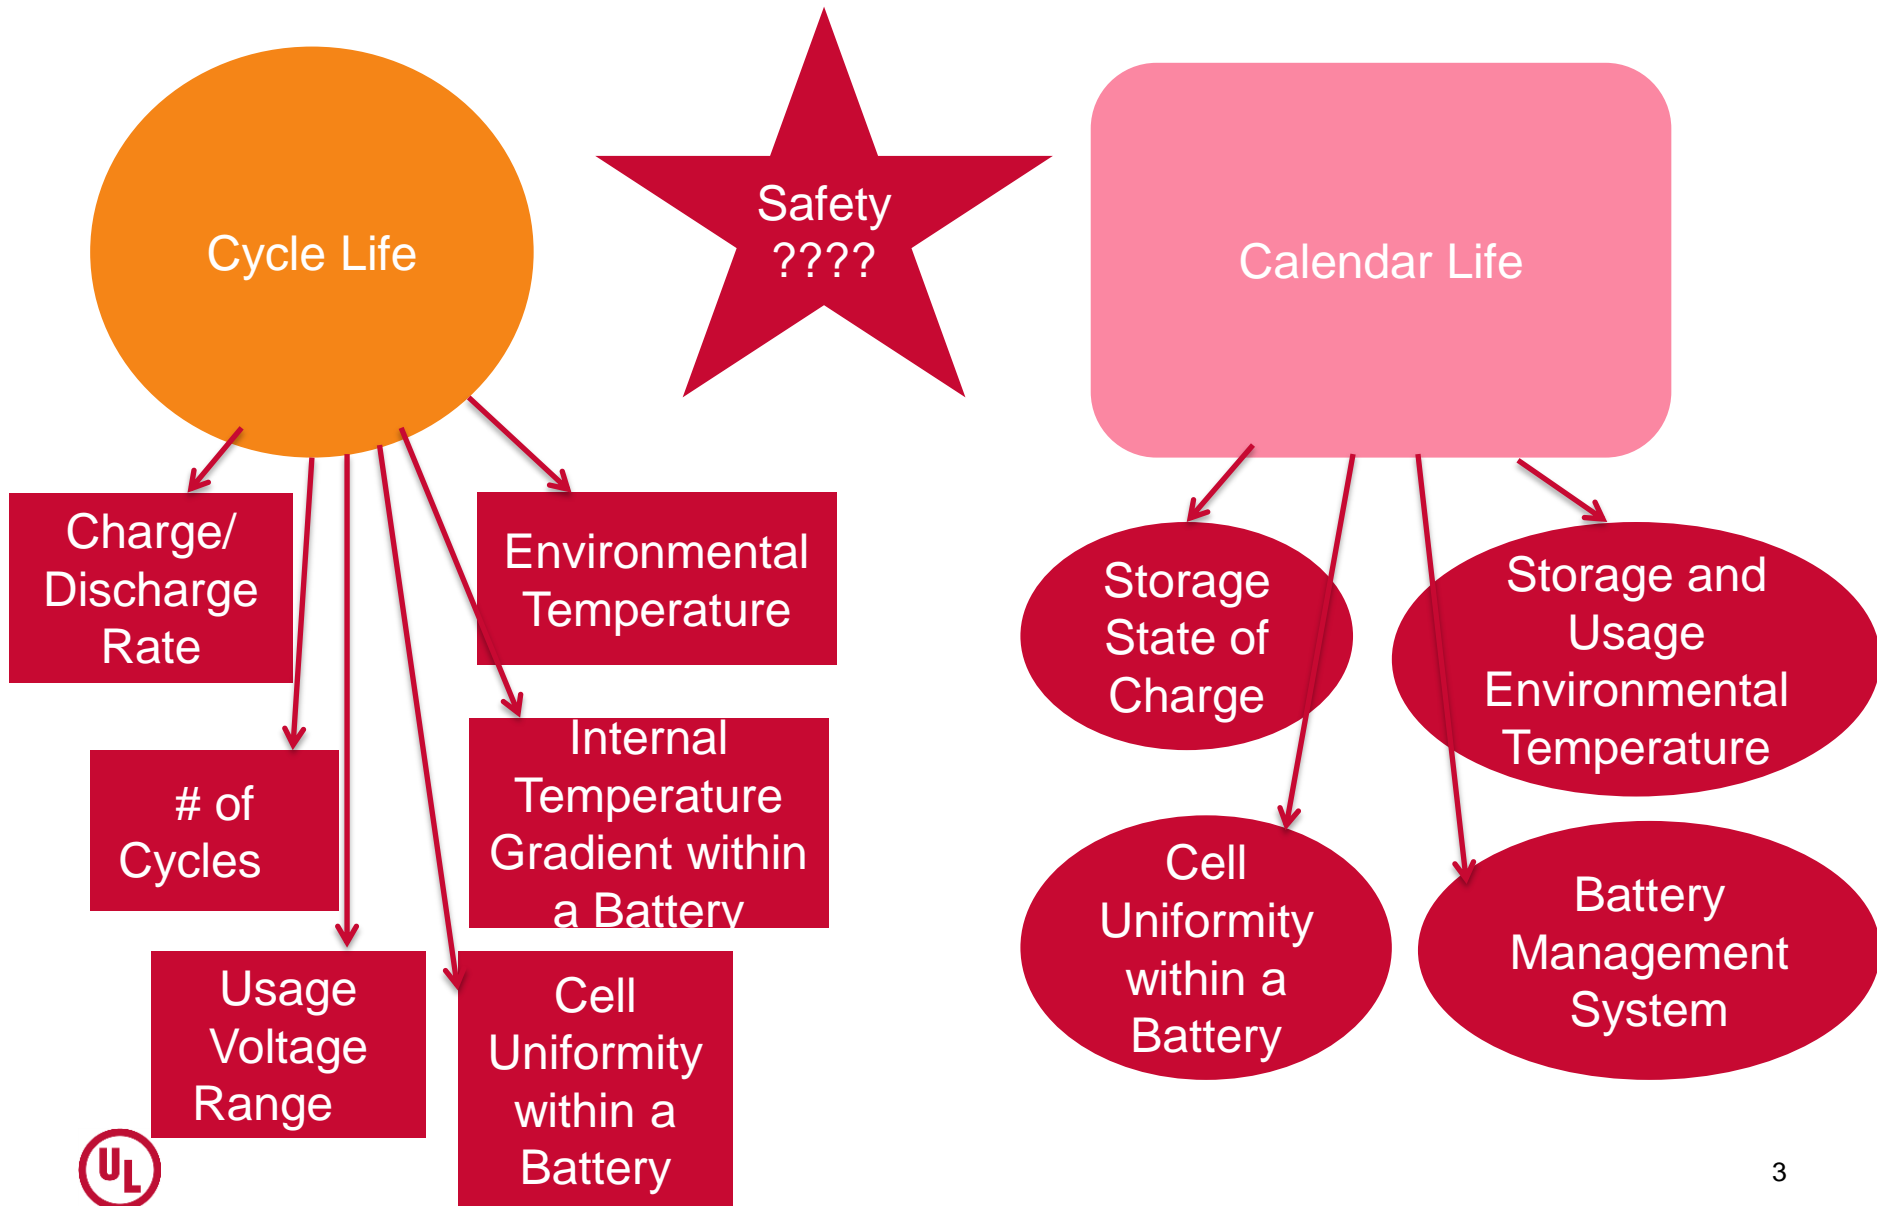 Cycle Life
Safety
????
Calendar Life
Charge/
Discharge
Rate
Environmental
Temperature
# of
Cycles
Internal
Temperature
Gradient within
a Battery
Usage
Voltage
Range
Cell
Uniformity
within a
Battery
Storage
State of
Charge
Storage and
Usage
Environmental
Temperature
Cell
Uniformity
within a
Battery
Battery
Management
System
UL
3